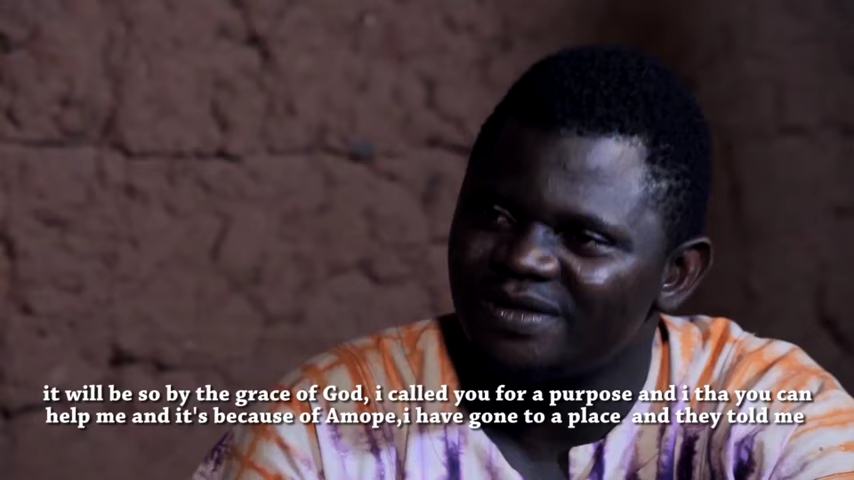 it will be so by the grace of God, i called you for a purpose and i tha you can
help me and it's because of Amope,i have gone to a place  and they told me